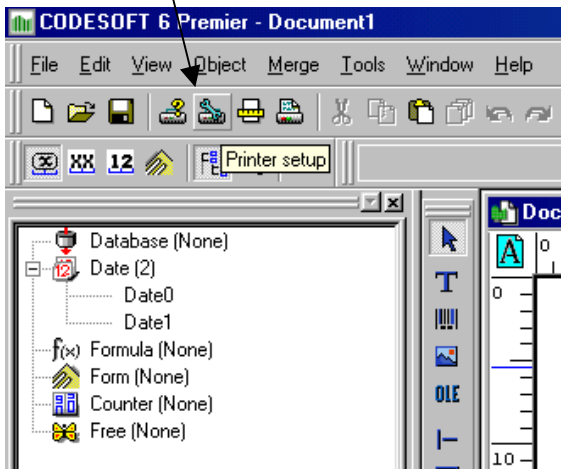 CODESOFT 6 Premier - Document1
File Edit View Object Merge Tools Window Help
XX 12 Printer setup
Doc
Database (None)
A 0
12 Date (2)
Date0
T 0
Date1
f(x) Formula (None)
Form (None)
OLE
Counter (None)
Free (None)
10